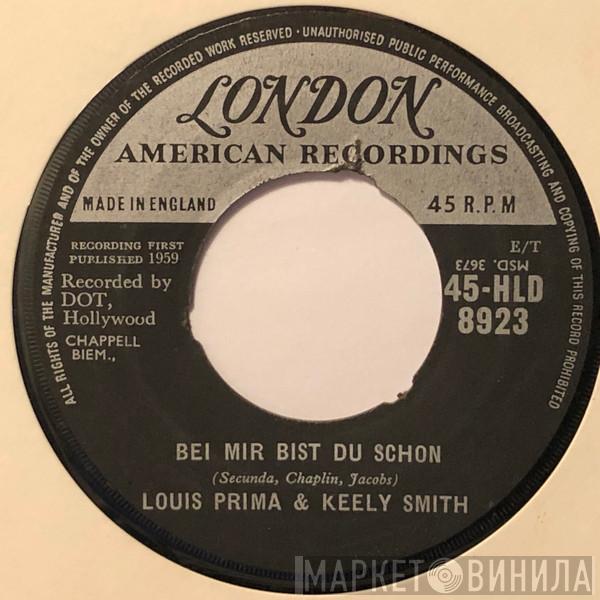 ALL RIGHTS OF THE MANUFACTURER AND OF THE OWNER OF THE RECORDED WORK RESERVED · UNAUTHORISED PUBLIC PERFORMANCE BROADCASTING AND COPYING OF THIS RECORD PROHIBITED
LONDON
AMERICAN RECORDINGS
MADE IN ENGLAND
45 R.P.M
RECORDING FIRST
PUBLISHED 1959
Recorded by
DOT,
Hollywood
CHAPPELL
BIEM.,
E/T
MSD. 3673
45-HLD
8923
BEI MIR BIST DU SCHON
(Secunda, Chaplin, Jacobs)
LOUIS PRIMA & KEELY SMITH
МАРКЕТ ВИНИЛА